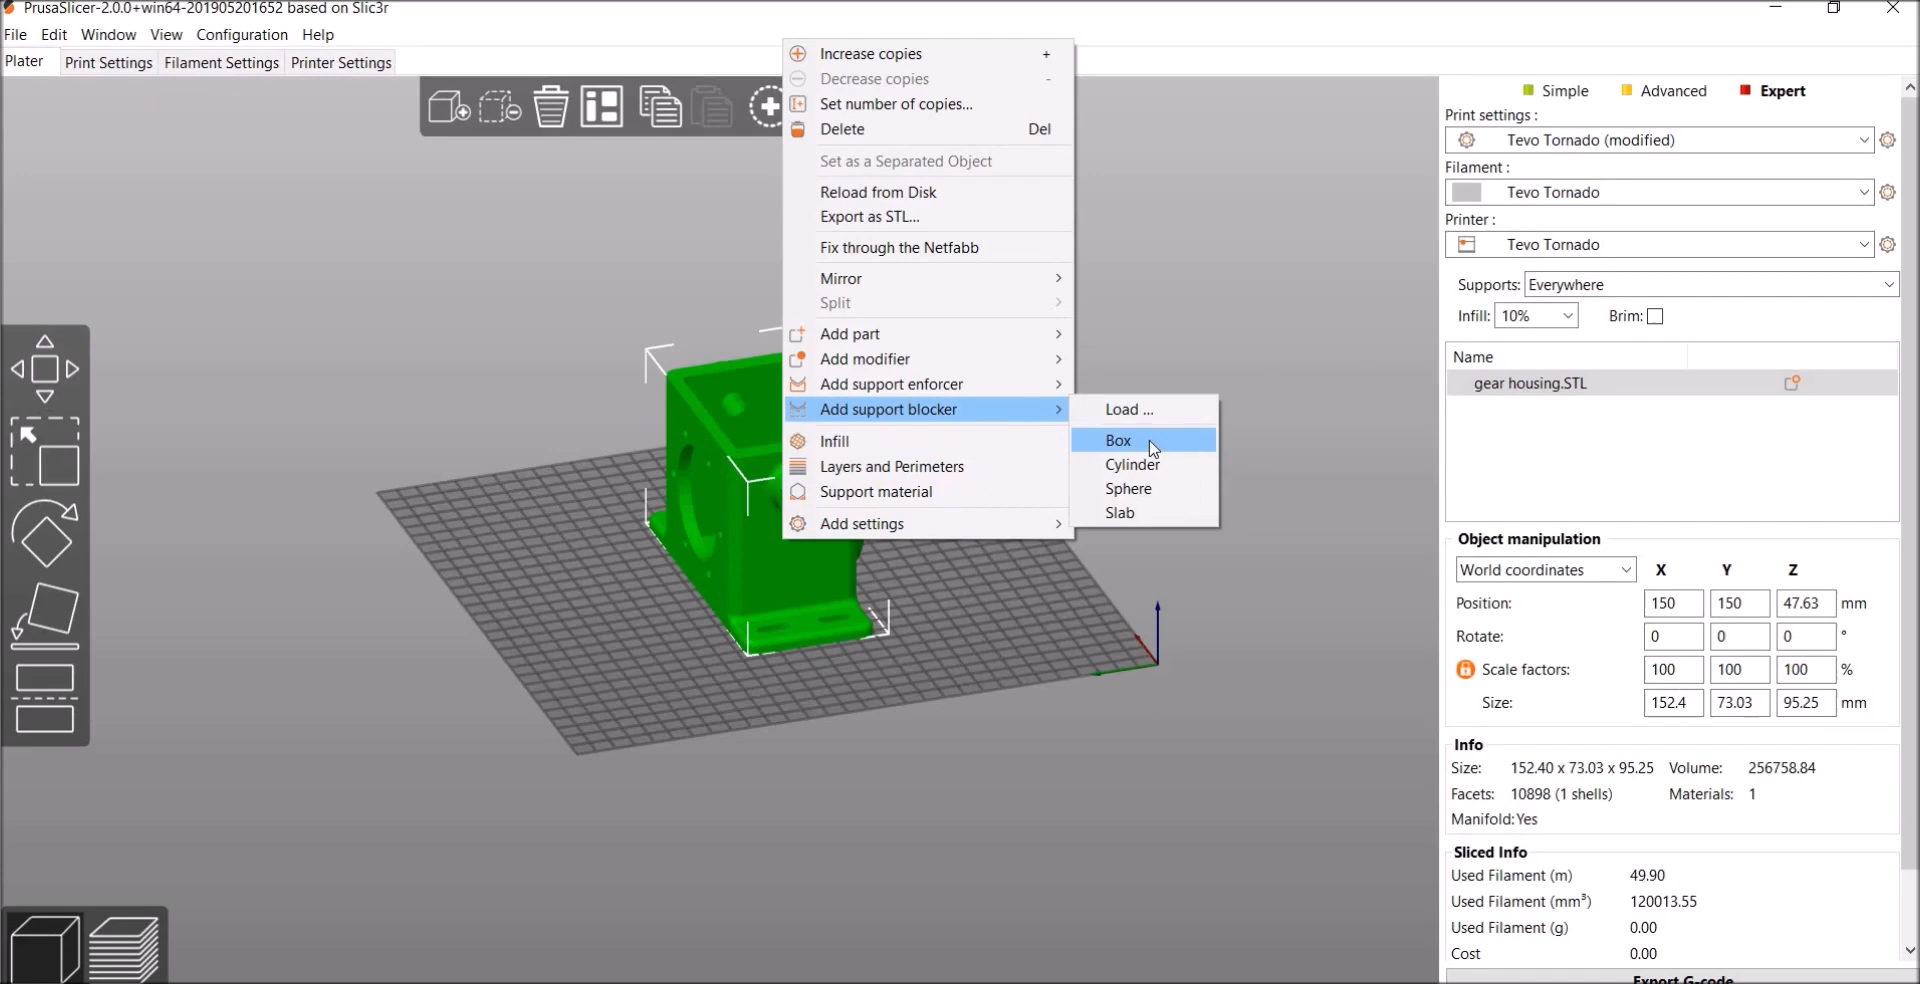 PrusaSlicer-2.0.0+win64-201905201652 based on Slic3r
File Edit Window View Configuration Help
Plater Print Settings Filament Settings Printer Settings
Increase copies +
Decrease copies -
Set number of copies...
Delete Del
Set as a Separated Object
Reload from Disk
Export as STL...
Fix through the Netfabb
Mirror
Split
Add part
Add modifier
Add support enforcer
Add support blocker
Infill
Layers and Perimeters
Support material
Add settings
Load ...
Box
Cylinder
Sphere
Slab
Simple Advanced Expert
Print settings :
Tevo Tornado (modified)
Filament :
Tevo Tornado
Printer :
Tevo Tornado
Supports: Everywhere
Infill: 10% Brim:
Name
gear housing.STL
Object manipulation
World coordinates X Y Z
Position: 150 150 47.63 mm
Rotate: 0 0 0 °
Scale factors: 100 100 100 %
Size: 152.4 73.03 95.25 mm
Info
Size: 152.40 x 73.03 x 95.25 Volume: 256758.84
Facets: 10898 (1 shells) Materials: 1
Manifold: Yes
Sliced Info
Used Filament (m) 49.90
Used Filament (mm³) 120013.55
Used Filament (g) 0.00
Cost 0.00
Export G-code